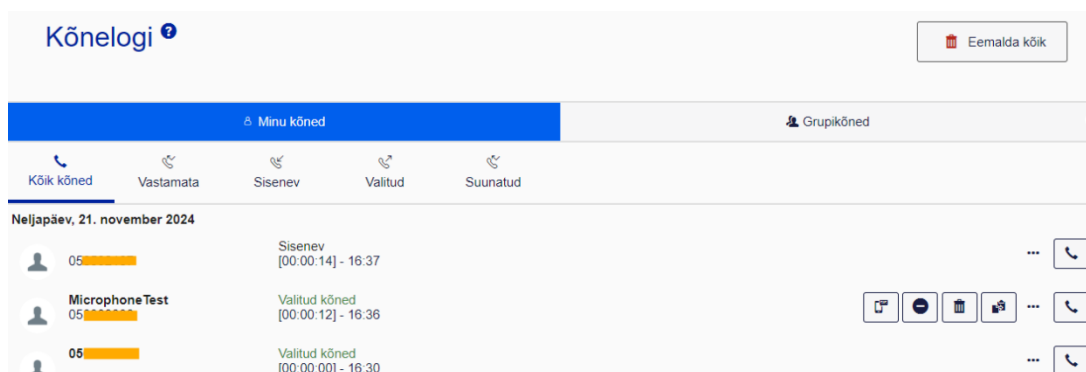 Kõnelogi ?
Eemalda kõik
Minu kõned
Grupikõned
Kõik kõned
Vastamata
Sisenev
Valitud
Suunatud
Neljapäev, 21. november 2024
05
Sisenev
[00:00:14] - 16:37
MicrophoneTest
05
Valitud kõned
[00:00:12] - 16:36
05
Valitud kõned
[00:00:00] - 16:30